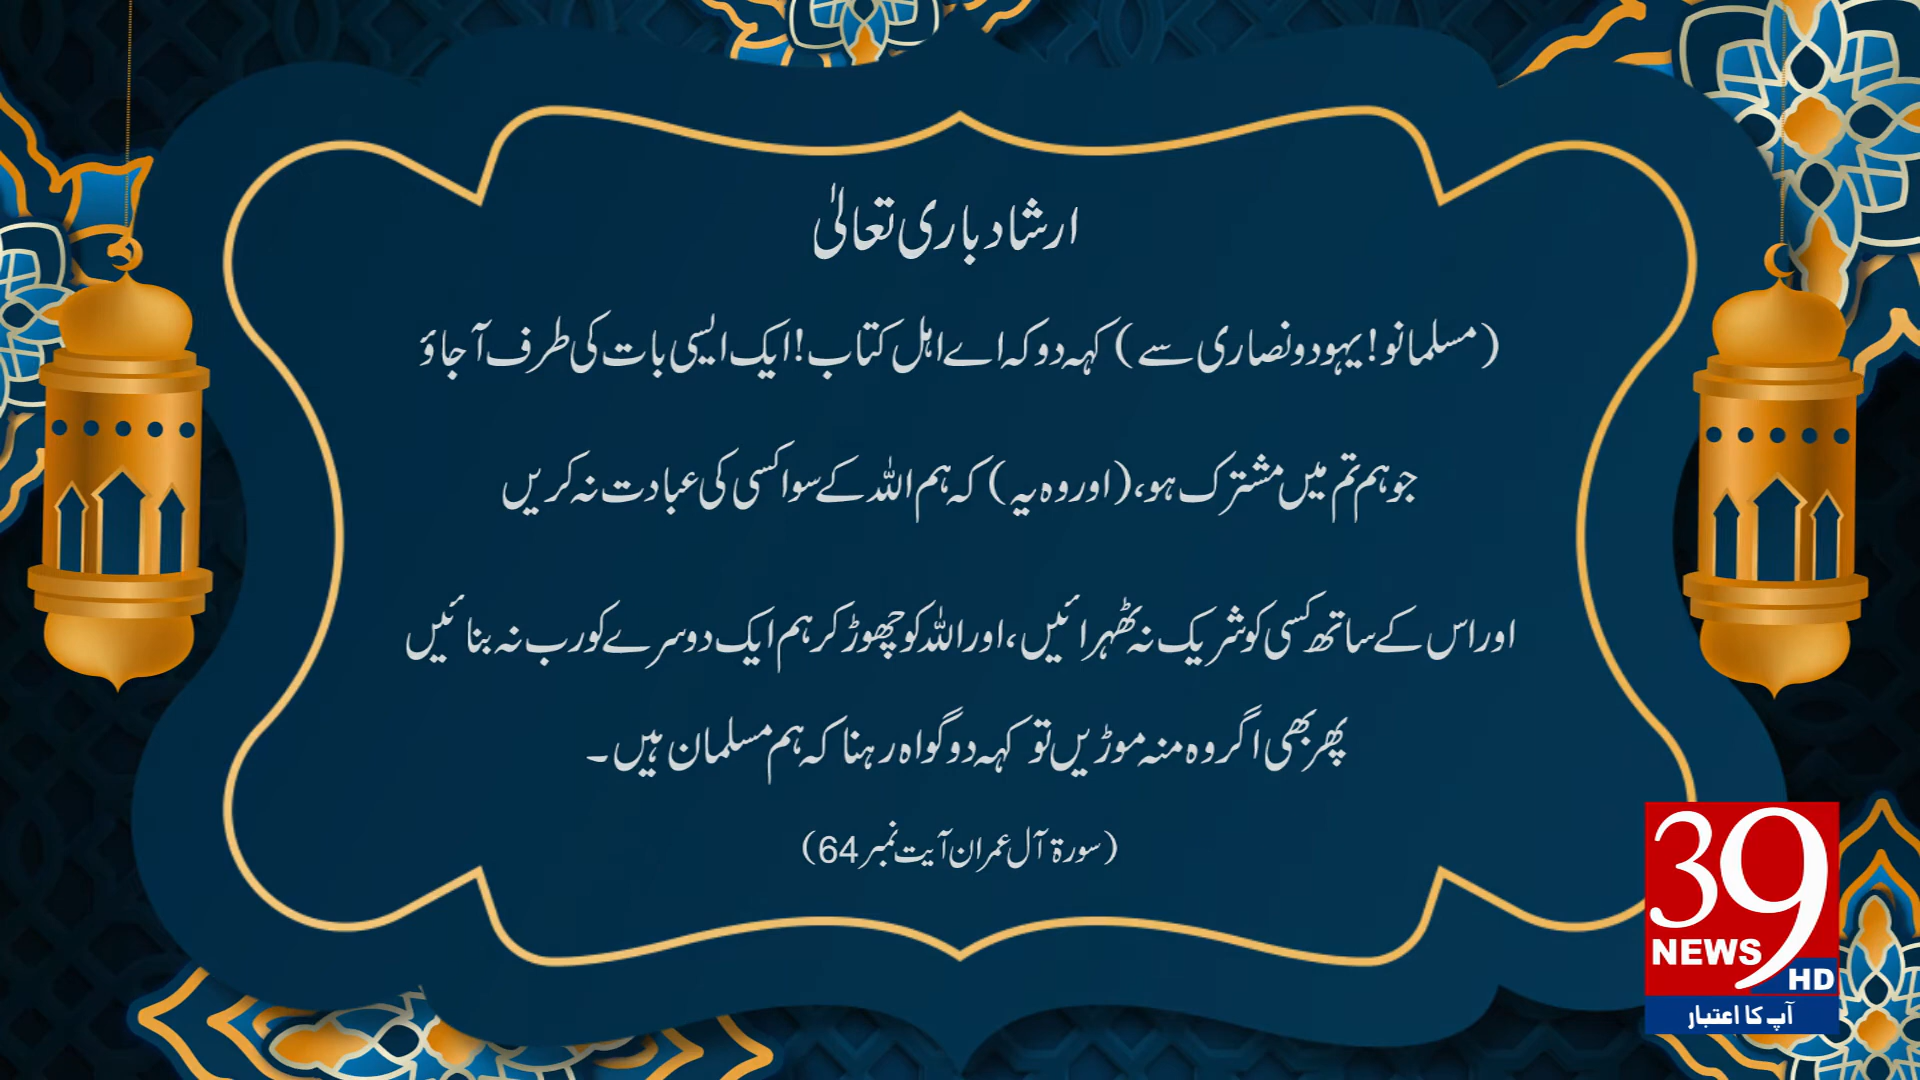 ارشاد باری تعالیٰ
(مسلمانو! یہود و نصاری سے) کہہ دو کہ اے اہل کتاب! ایک ایسی بات کی طرف آ جاؤ
جو ہم تم میں مشترک ہو، (اور وہ یہ) کہ ہم اللہ کے سوا کسی کی عبادت نہ کریں
اور اس کے ساتھ کسی کو شریک نہ ٹھہرائیں، اور اللہ کو چھوڑ کر ہم ایک دوسرے کو رب نہ بنائیں
پھر بھی اگر وہ منہ موڑیں تو کہہ دو گواہ رہنا کہ ہم مسلمان ہیں۔
(سورۃ آل عمران آیت نمبر 64)
39
NEWS
HD
آپ کا اعتبار